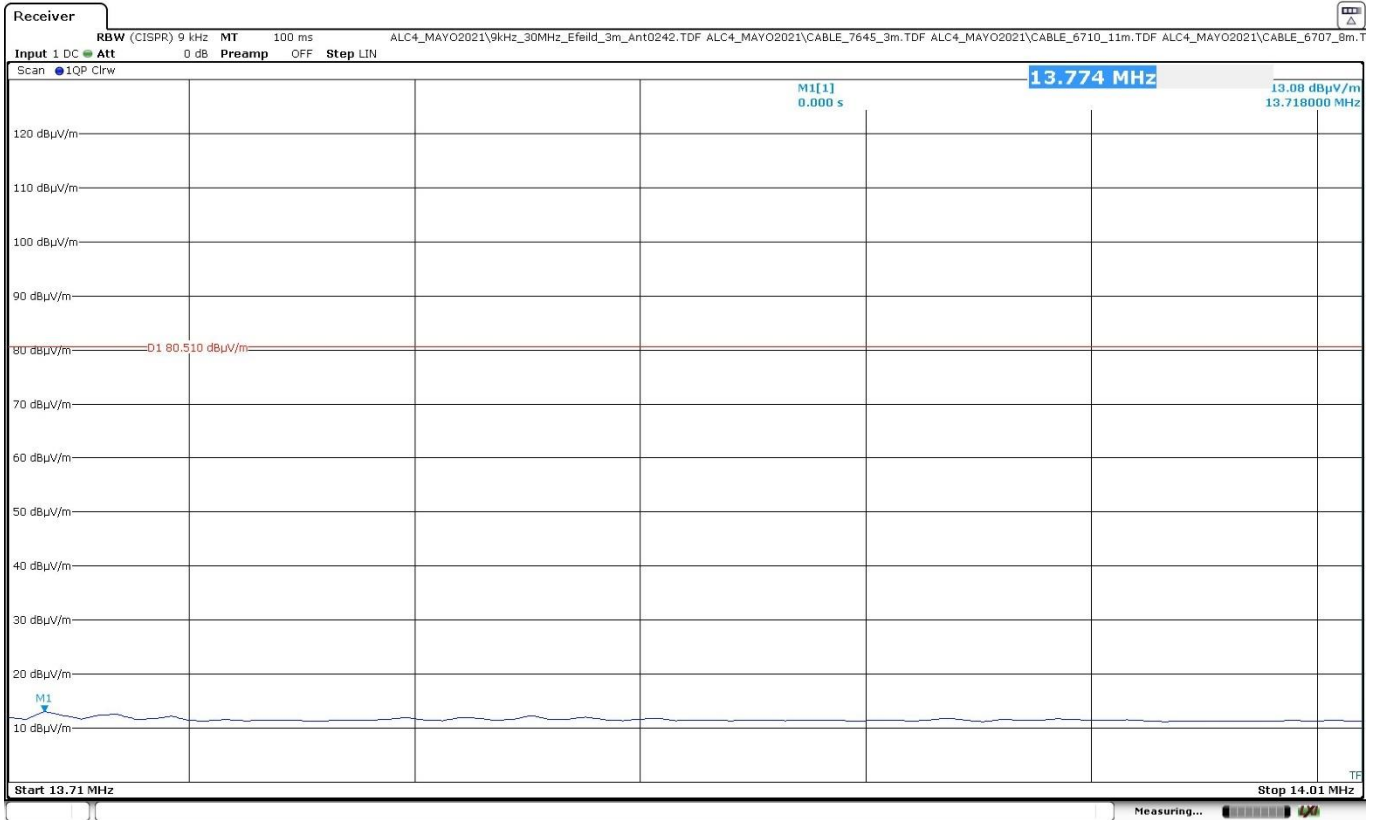 Receiver
RBW (CISPR) 9 kHz MT 100 ms ALC4_MAYO2021\9kHz_30MHz_Efeild_3m_Ant0242.TDF ALC4_MAYO2021\CABLE_7645_3m.TDF ALC4_MAYO2021\CABLE_6710_11m.TDF ALC4_MAYO2021\CABLE_6707_8m.T
Input 1 DC Att 0 dB Preamp OFF Step LIN
Scan 1QP Clrw
13.774 MHz
M1[1] 13.08 dBµV/m
0.000 s 13.718000 MHz
120 dBµV/m
110 dBµV/m
100 dBµV/m
90 dBµV/m
D1 80.510 dBµV/m
80 dBµV/m
70 dBµV/m
60 dBµV/m
50 dBµV/m
40 dBµV/m
30 dBµV/m
20 dBµV/m
M1
10 dBµV/m
TF
Start 13.71 MHz Stop 14.01 MHz
Measuring...